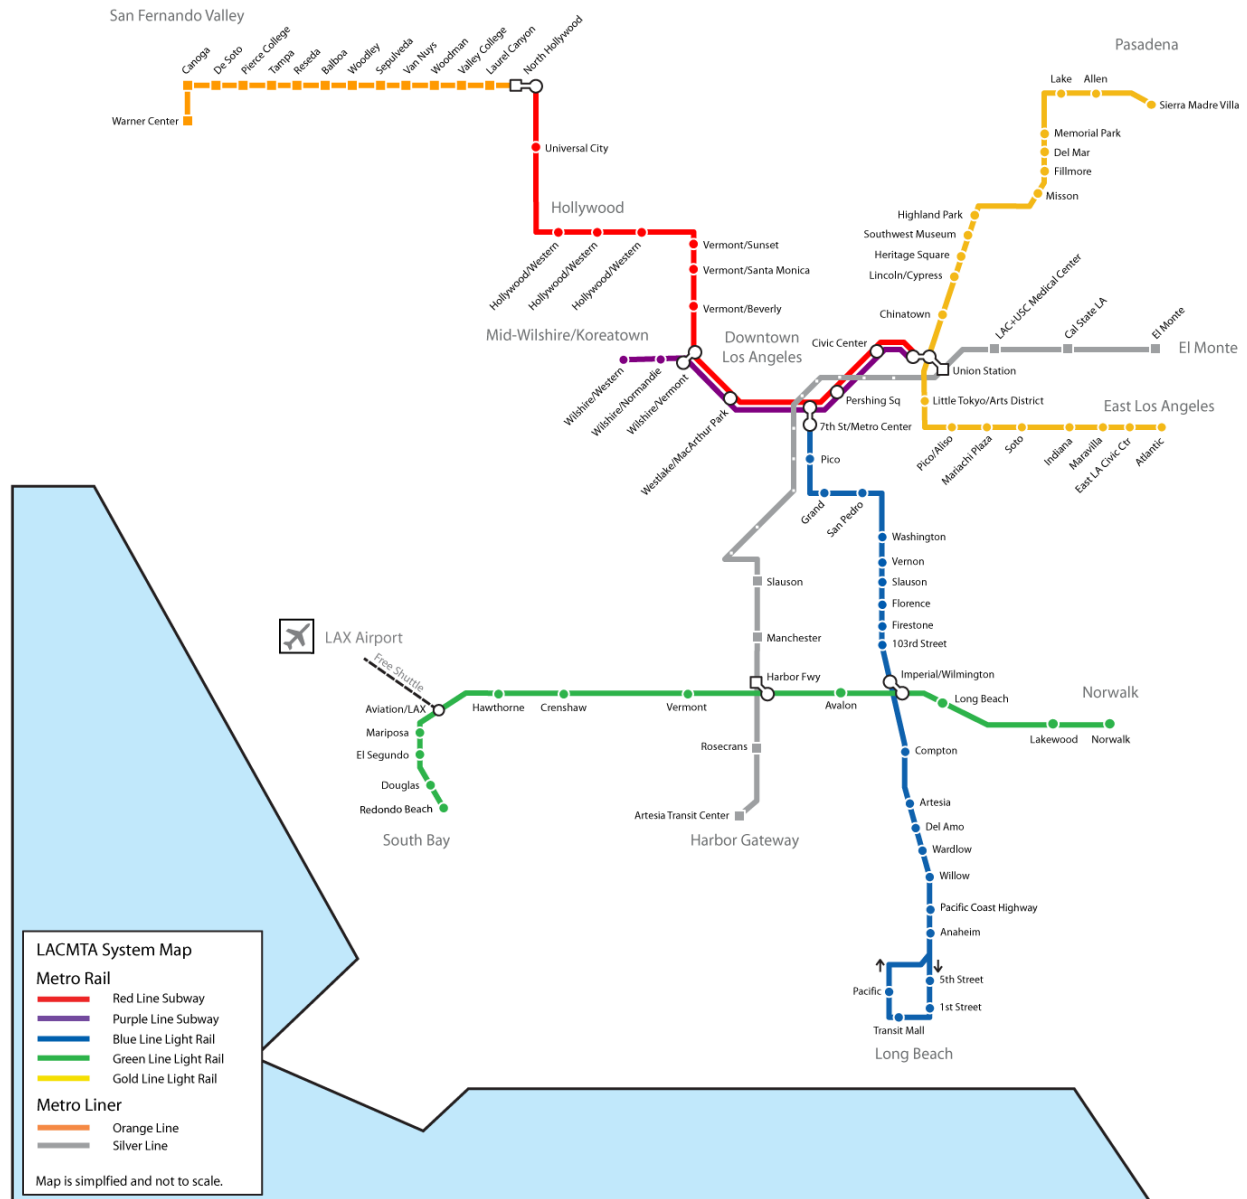 San Fernando Valley
Canoga
De Soto
Pierce College
Tampa
Reseda
Balboa
Woodley
Sepulveda
Van Nuys
Woodman
Valley College
Laurel Canyon
North Hollywood
Warner Center
Universal City
Hollywood
Hollywood/Western
Hollywood/Western
Hollywood/Western
Vermont/Sunset
Vermont/Santa Monica
Vermont/Beverly
Pasadena
Lake
Allen
Sierra Madre Villa
Memorial Park
Del Mar
Fillmore
Misson
Highland Park
Southwest Museum
Heritage Square
Lincoln/Cypress
Chinatown
LAC+USC Medical Center
Cal State LA
El Monte
El Monte
Mid-Wilshire/Koreatown
Downtown
Los Angeles
Civic Center
Union Station
Wilshire/Western
Wilshire/Normandie
Wilshire/Vermont
Westlake/MacArthur Park
Pershing Sq
7th St/Metro Center
Little Tokyo/Arts District
East Los Angeles
Pico/Aliso
Mariachi Plaza
Soto
Indiana
Maravilla
East LA Civic Ctr
Atlantic
Pico
Grand
San Pedro
Washington
Vernon
Slauson
Florence
Firestone
103rd Street
Slauson
Manchester
Harbor Fwy
Imperial/Wilmington
LAX Airport
Free Shuttle
Aviation/LAX
Hawthorne
Crenshaw
Vermont
Avalon
Long Beach
Norwalk
Lakewood
Norwalk
Mariposa
El Segundo
Douglas
Redondo Beach
South Bay
Rosecrans
Artesia Transit Center
Harbor Gateway
Compton
Artesia
Del Amo
Wardlow
Willow
Pacific Coast Highway
Anaheim
5th Street
Pacific
1st Street
Transit Mall
Long Beach
LACMTA System Map
Metro Rail
Red Line Subway
Purple Line Subway
Blue Line Light Rail
Green Line Light Rail
Gold Line Light Rail
Metro Liner
Orange Line
Silver Line
Map is simplfied and not to scale.